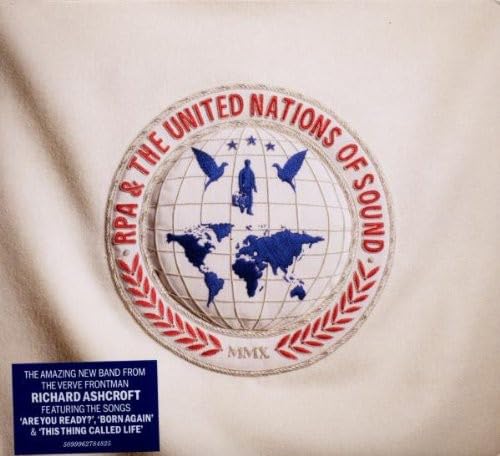 RPA & THE UNITED NATIONS OF SOUND
MMX
THE AMAZING NEW BAND FROM
THE VERVE FRONTMAN
RICHARD ASHCROFT
FEATURING THE SONGS
'ARE YOU READY?', 'BORN AGAIN'
& 'THIS THING CALLED LIFE'
5099962784825